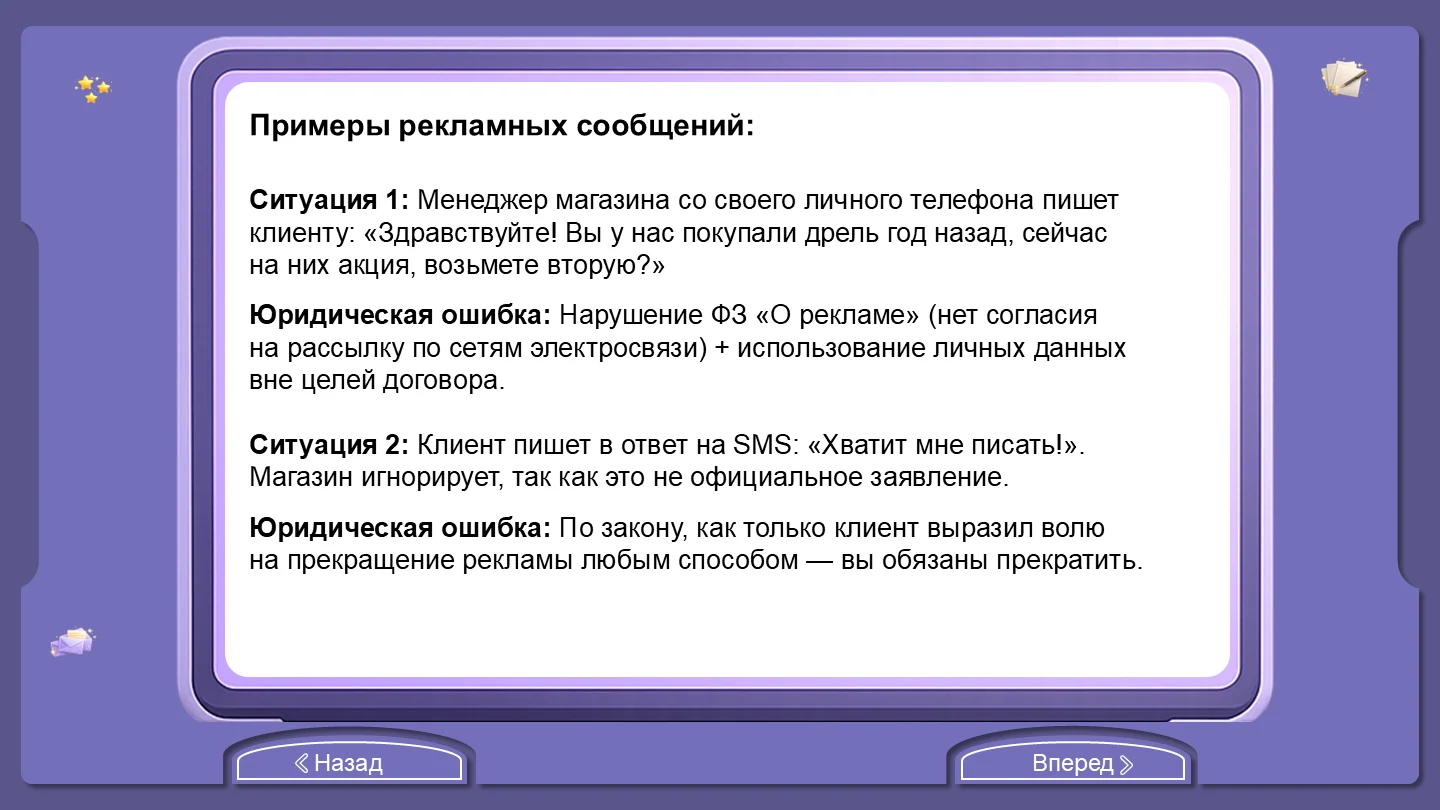 Примеры рекламных сообщений:
Ситуация 1: Менеджер магазина со своего личного телефона пишет
клиенту: «Здравствуйте! Вы у нас покупали дрель год назад, сейчас
на них акция, возьмете вторую?»
Юридическая ошибка: Нарушение ФЗ «О рекламе» (нет согласия
на рассылку по сетям электросвязи) + использование личных данных
вне целей договора.
Ситуация 2: Клиент пишет в ответ на SMS: «Хватит мне писать!».
Магазин игнорирует, так как это не официальное заявление.
Юридическая ошибка: По закону, как только клиент выразил волю
на прекращение рекламы любым способом — вы обязаны прекратить.
Назад
Вперед